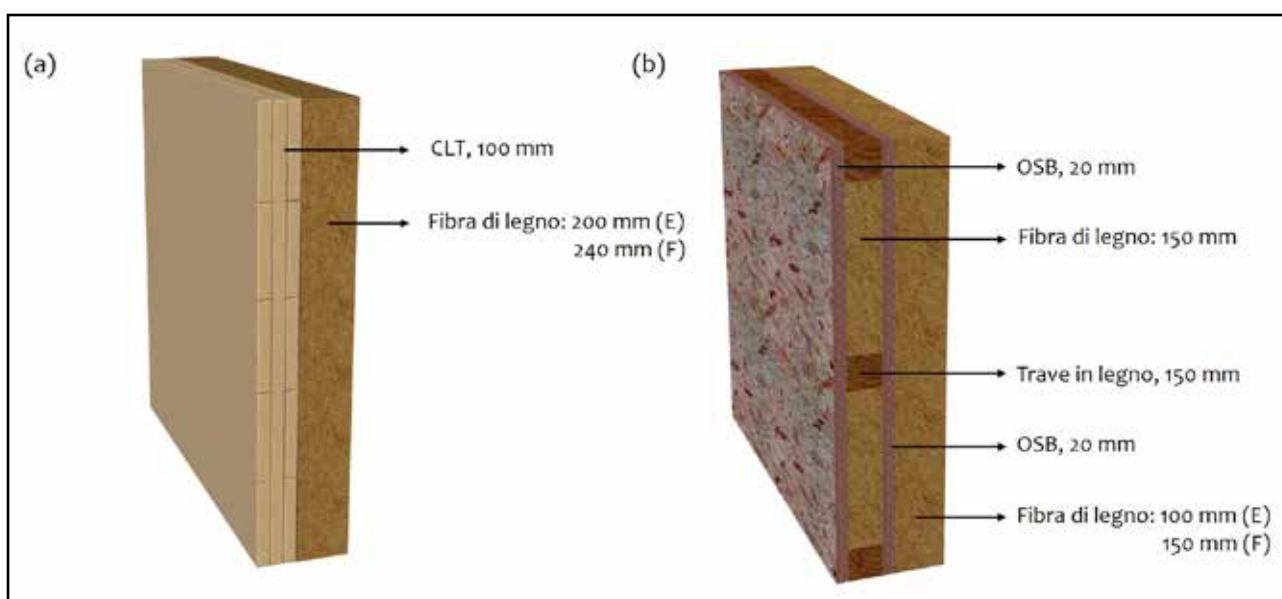 (a)
CLT, 100 mm
Fibra di legno: 200 mm (E)
240 mm (F)
(b)
OSB, 20 mm
Fibra di legno: 150 mm
Trave in legno, 150 mm
OSB, 20 mm
Fibra di legno: 100 mm (E)
150 mm (F)